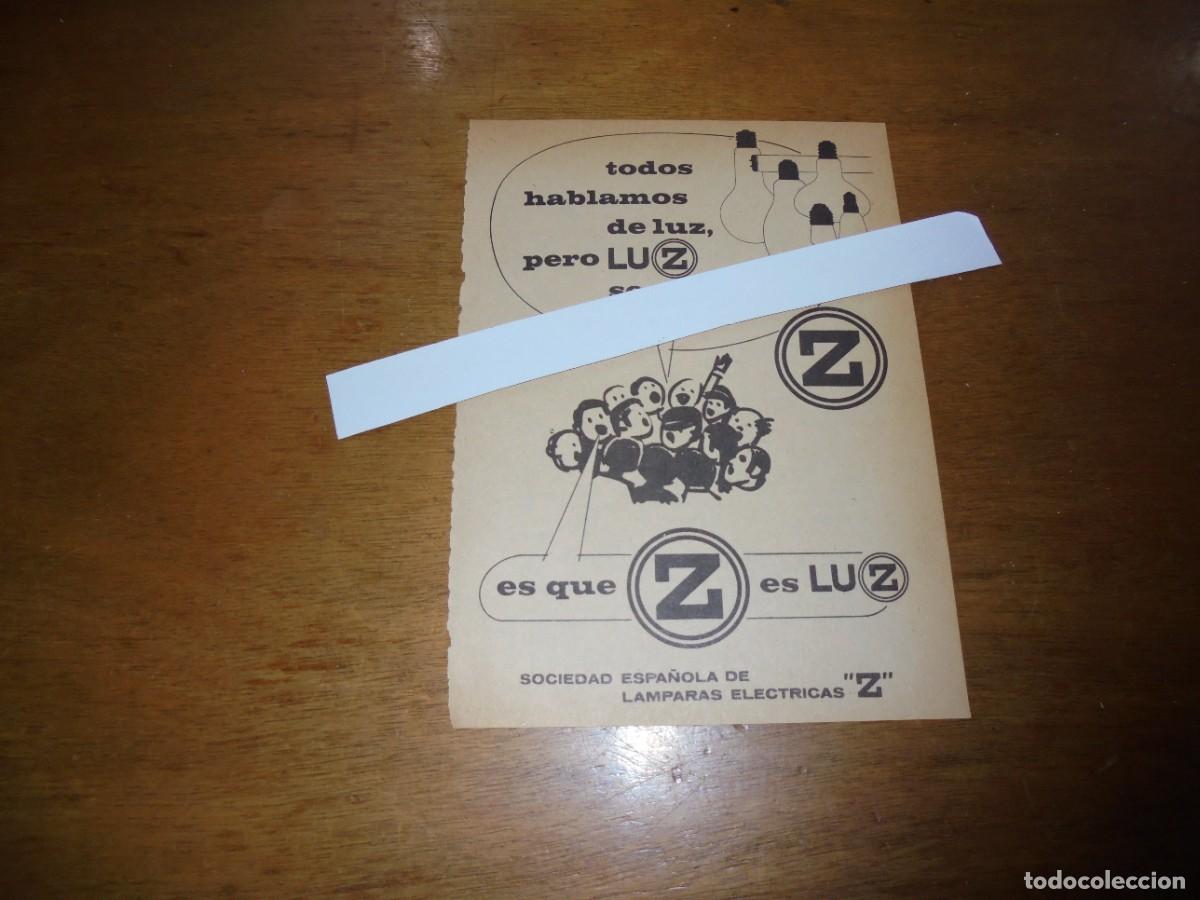 todos
hablamos
de luz,
pero LUZ
Z
es que Z es LUZ
SOCIEDAD ESPAÑOLA DE
LAMPARAS ELECTRICAS "Z"
todocoleccion